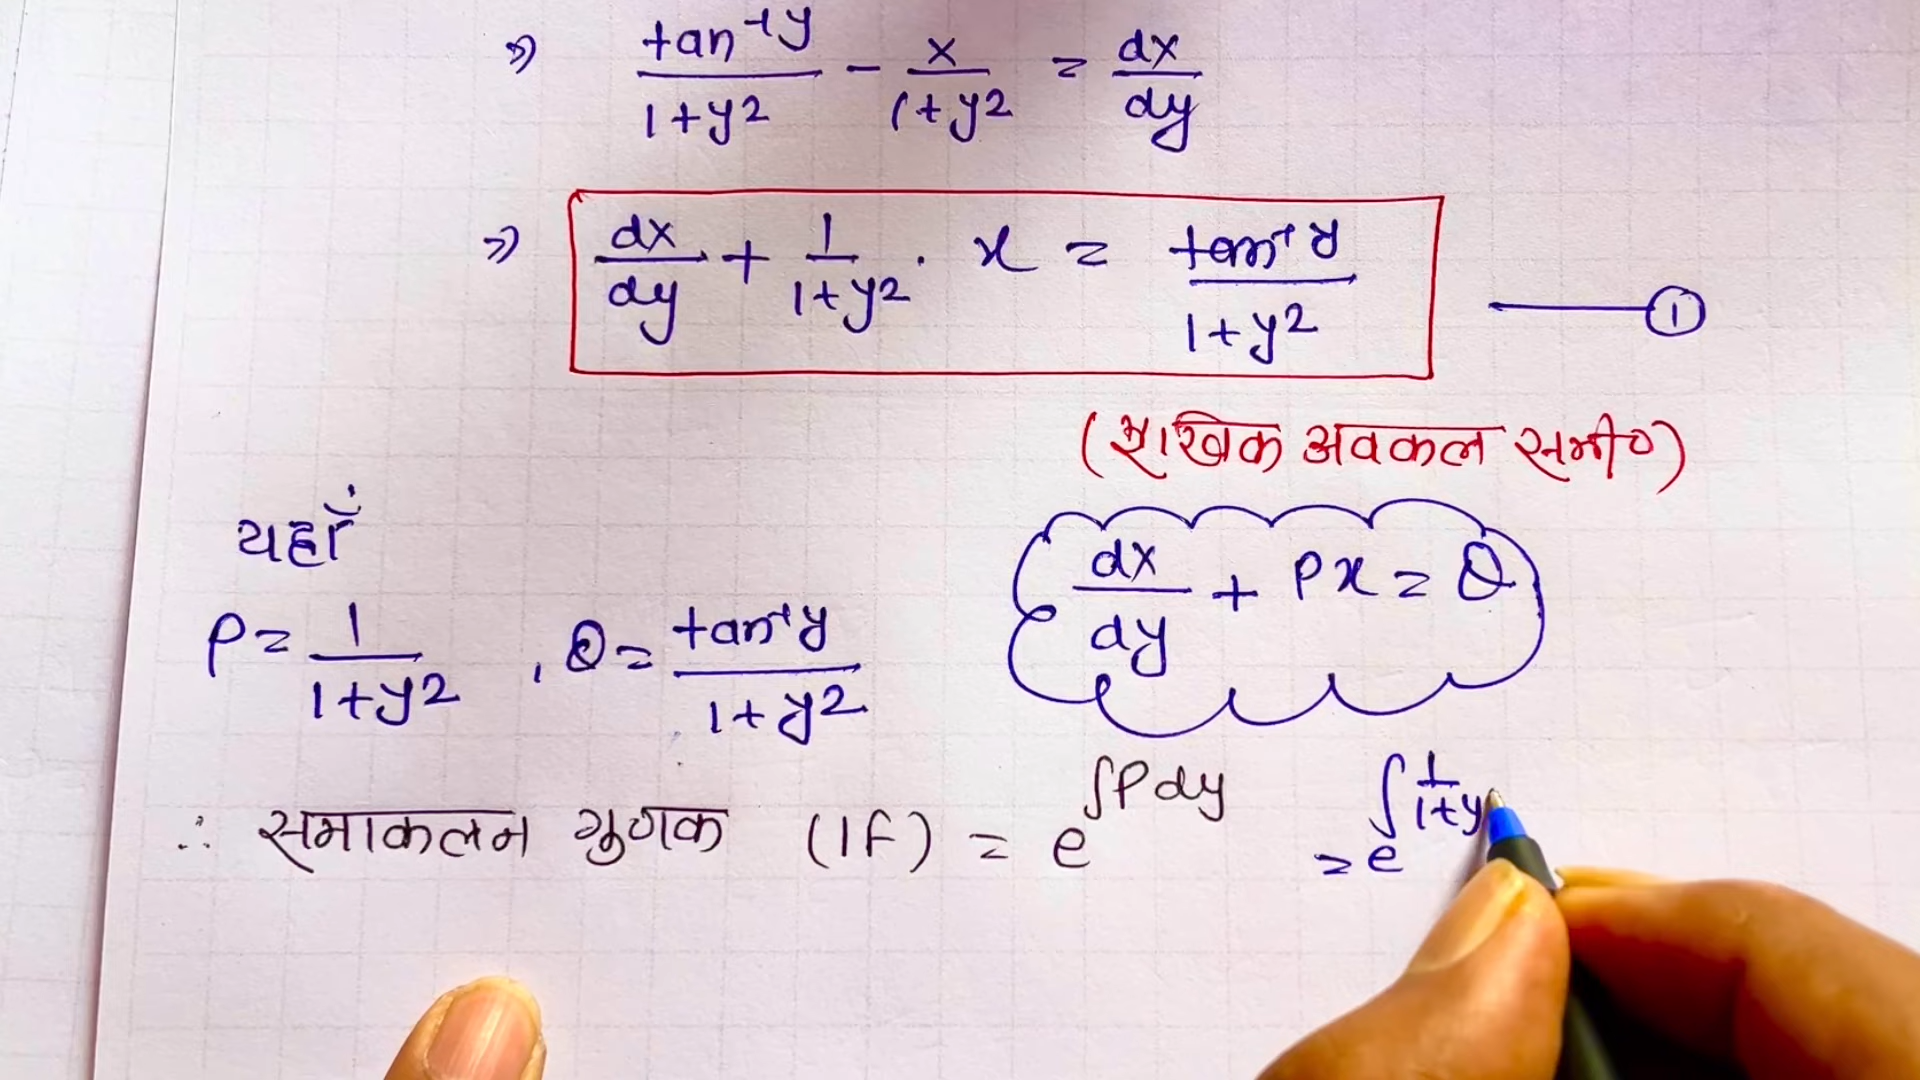 ⇒ tan⁻¹y/1+y² − x/1+y² = dx/dy
⇒ dx/dy + 1/1+y² · x = tan⁻¹y/1+y² —— ①
(रैखिक अवकल समी०)
यहाँ
dx/dy + Px = Q
P = 1/1+y² , Q = tan⁻¹y/1+y²
∴ समाकलन गुणक (IF) = e^∫Pdy = e^∫1/1+y